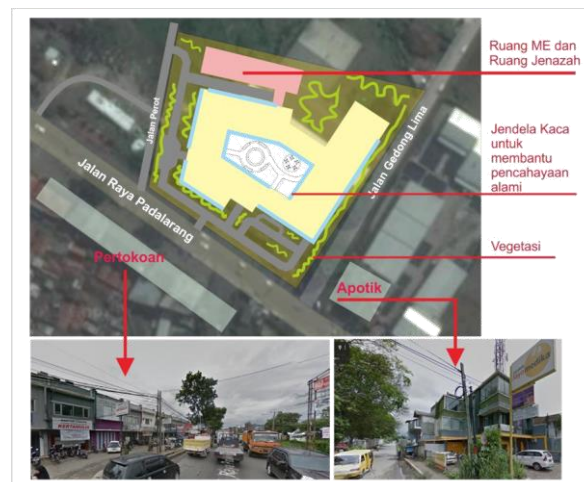 Ruang ME dan
Ruang Jenazah
Jalan Perot
Jalan Gedong Lima
Jendela Kaca
untuk
membantu
pencahayaan
alami
Jalan Raya Padalarang
Vegetasi
Pertokoan
Apotik